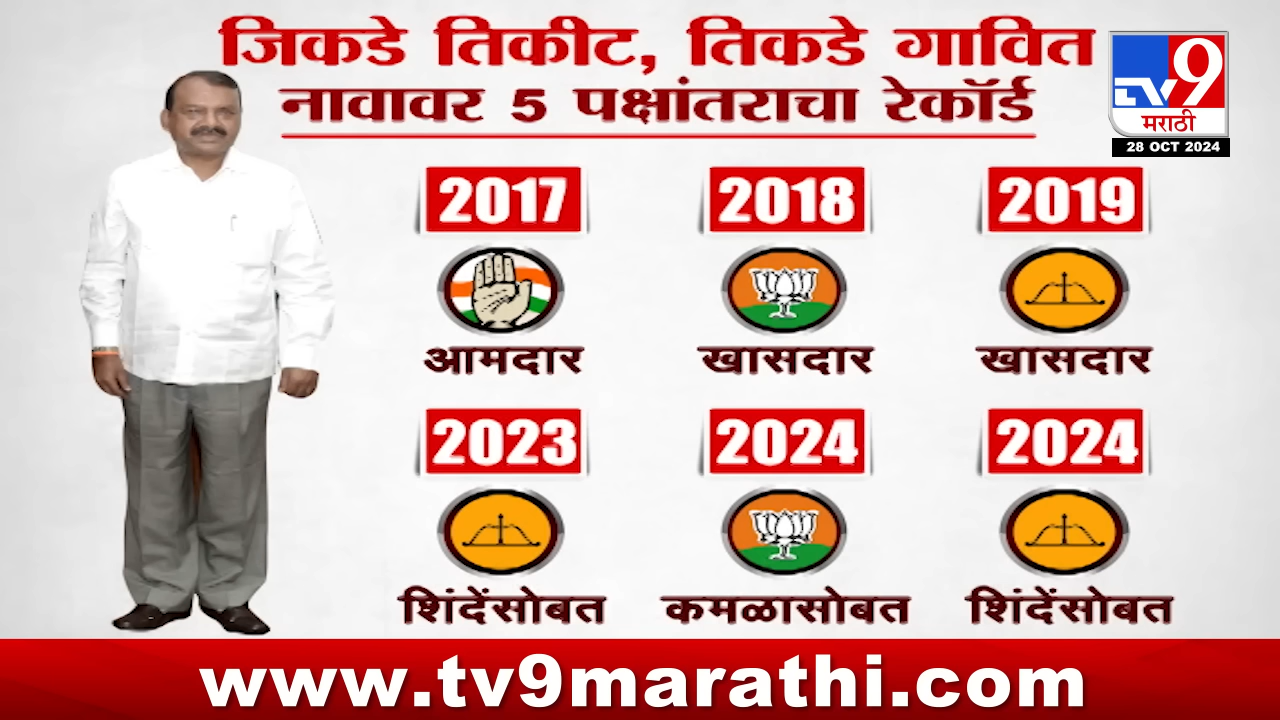 जिकडे तिकीट, तिकडे गावित
नावावर 5 पक्षांतराचा रेकॉर्ड
TV9
मराठी
28 OCT 2024
2017 2018 2019
आमदार खासदार खासदार
2023 2024 2024
शिंदेंसोबत कमळासोबत शिंदेंसोबत
www.tv9marathi.com